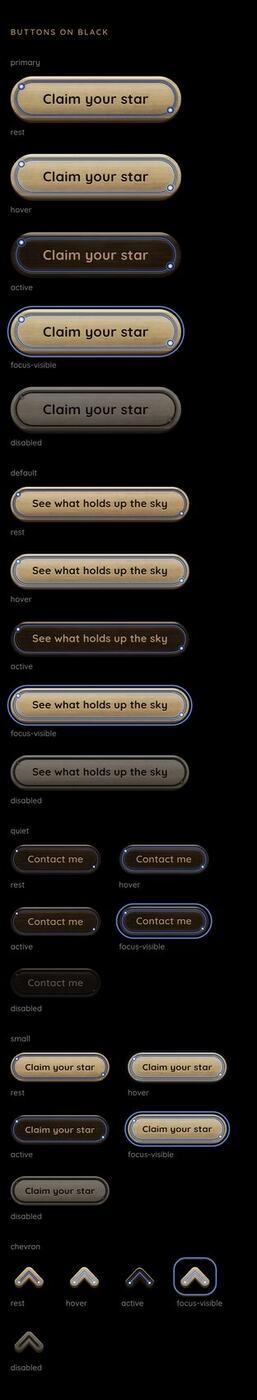 BUTTONS ON BLACK
primary
Claim your star
rest
Claim your star
hover
Claim your star
active
Claim your star
focus-visible
Claim your star
disabled
default
See what holds up the sky
rest
See what holds up the sky
hover
See what holds up the sky
active
See what holds up the sky
focus-visible
See what holds up the sky
disabled
quiet
Contact me Contact me
rest hover
Contact me Contact me
active focus-visible
Contact me
disabled
small
Claim your star Claim your star
rest hover
Claim your star Claim your star
active focus-visible
Claim your star
disabled
chevron
rest hover active focus-visible
disabled